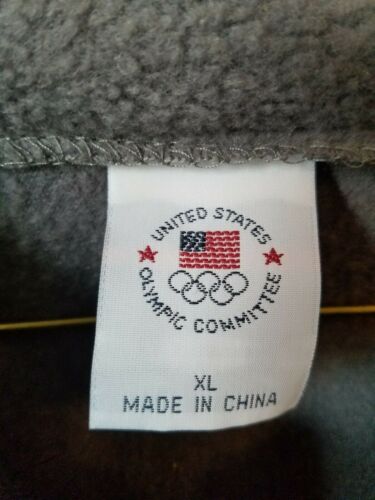 UNITED STATES
OLYMPIC COMMITTEE
XL
MADE IN CHINA